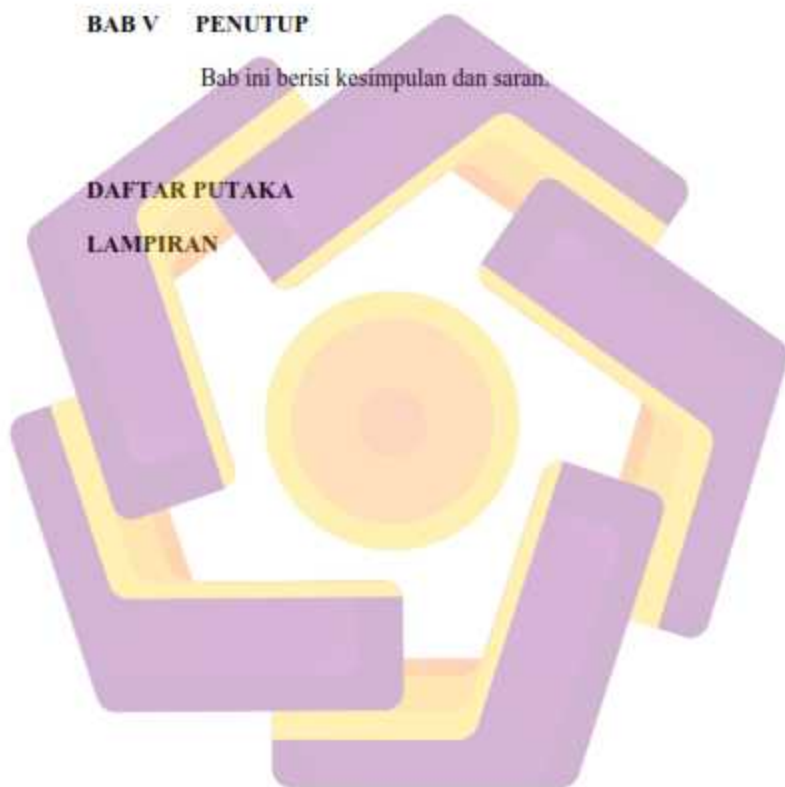 BAB V PENUTUP
Bab ini berisi kesimpulan dan saran.
DAFTAR PUTAKA
LAMPIRAN